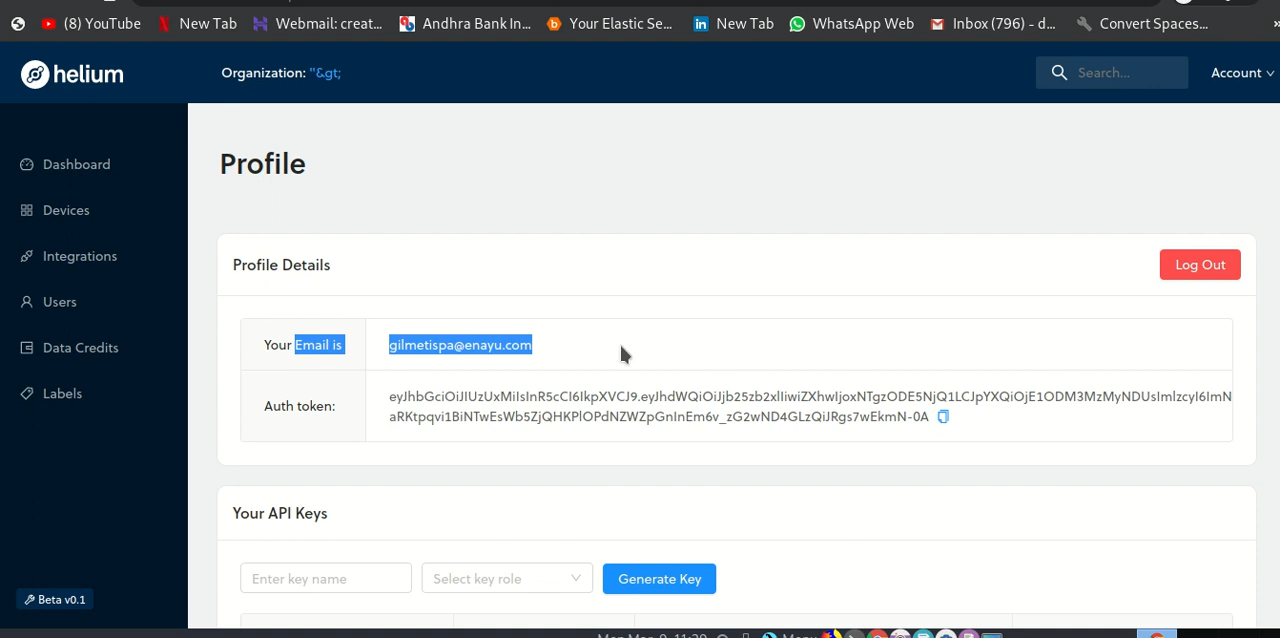 (8) YouTube New Tab Webmail: creat... Andhra Bank In... Your Elastic Se... New Tab WhatsApp Web Inbox (796) - d... Convert Spaces... »
helium Organization: "&gt; Search... Account
Profile
Dashboard
Devices
Integrations
Users
Data Credits
Labels
Beta v0.1
Profile Details Log Out
Your Email is gilmetispa@enayu.com
Auth token:
Your API Keys
Enter key name Select key role Generate Key